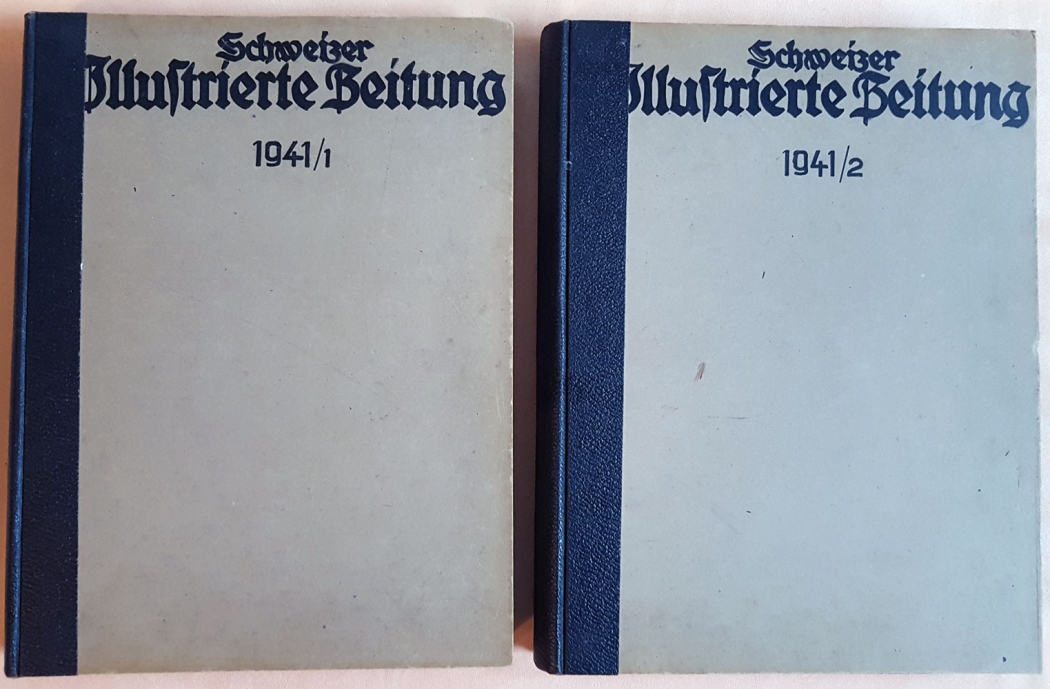 Schweizer
Illustrierte Zeitung
1941/1
Schweizer
Illustrierte Zeitung
1941/2